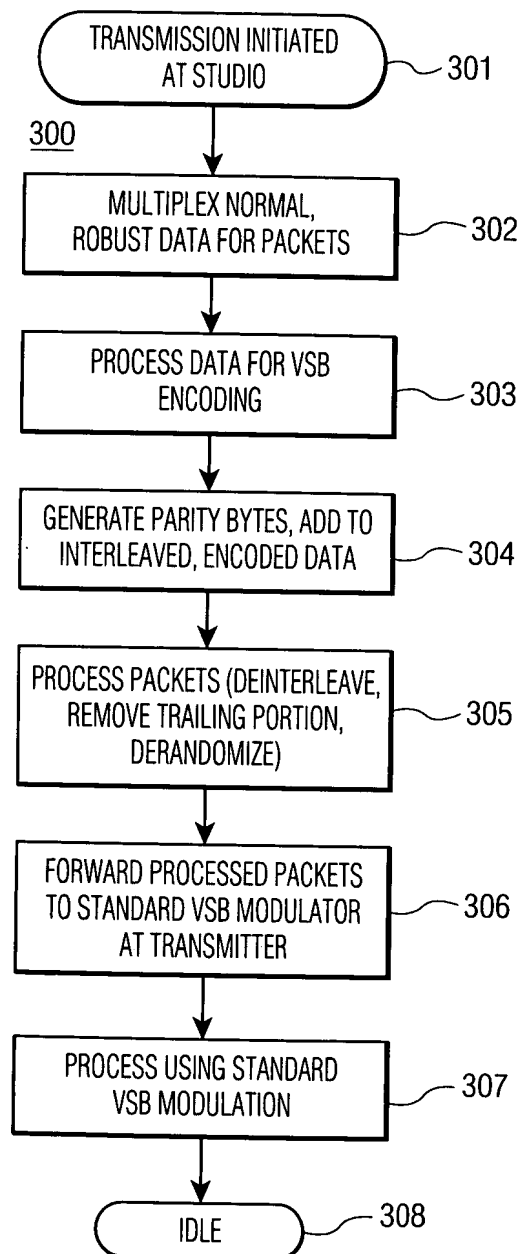 TRANSMISSION INITIATED
AT STUDIO
301
300
MULTIPLEX NORMAL,
ROBUST DATA FOR PACKETS
302
PROCESS DATA FOR VSB
ENCODING
303
GENERATE PARITY BYTES, ADD TO
INTERLEAVED, ENCODED DATA
304
PROCESS PACKETS (DEINTERLEAVE,
REMOVE TRAILING PORTION,
DERANDOMIZE)
305
FORWARD PROCESSED PACKETS
TO STANDARD VSB MODULATOR
AT TRANSMITTER
306
PROCESS USING STANDARD
VSB MODULATION
307
IDLE
308